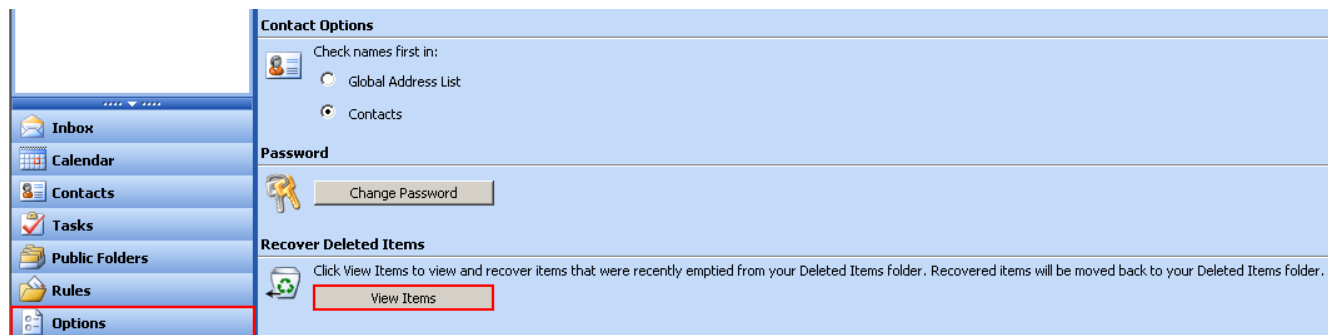 Inbox
Calendar
Contacts
Tasks
Public Folders
Rules
Options
Contact Options
Check names first in:
Global Address List
Contacts
Password
Change Password
Recover Deleted Items
Click View Items to view and recover items that were recently emptied from your Deleted Items folder. Recovered items will be moved back to your Deleted Items folder.
View Items